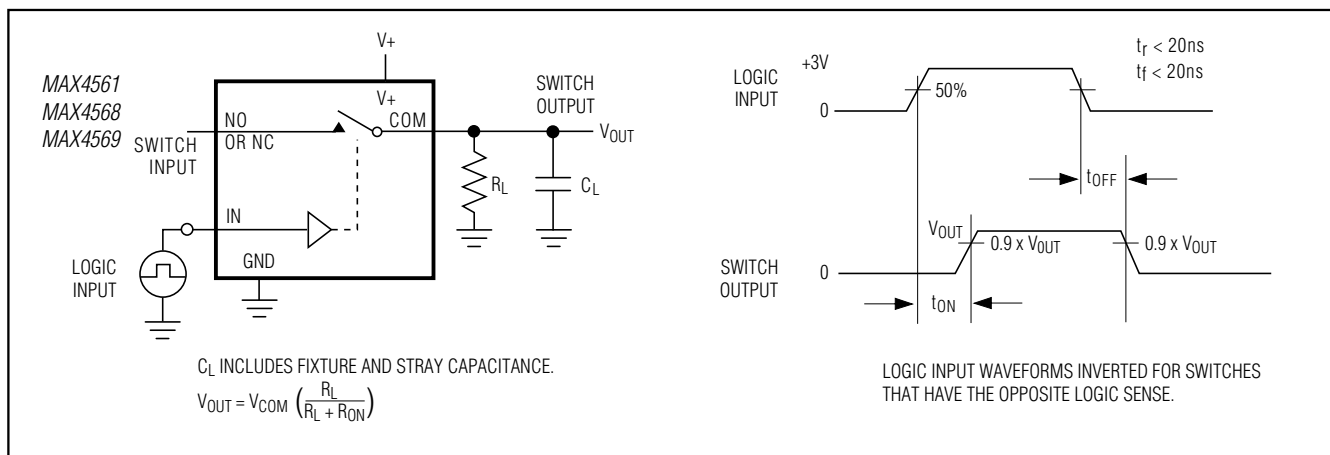 MAX4561
MAX4568
MAX4569
V+
V+
NO
OR NC
COM
SWITCH
INPUT
SWITCH
OUTPUT
VOUT
RL
CL
IN
GND
LOGIC
INPUT
CL INCLUDES FIXTURE AND STRAY CAPACITANCE.
VOUT = VCOM (RL / RL + RON)
LOGIC
INPUT
+3V
0
50%
tr < 20ns
tf < 20ns
tOFF
SWITCH
OUTPUT
VOUT
0
0.9 x VOUT
0.9 x VOUT
tON
LOGIC INPUT WAVEFORMS INVERTED FOR SWITCHES
THAT HAVE THE OPPOSITE LOGIC SENSE.